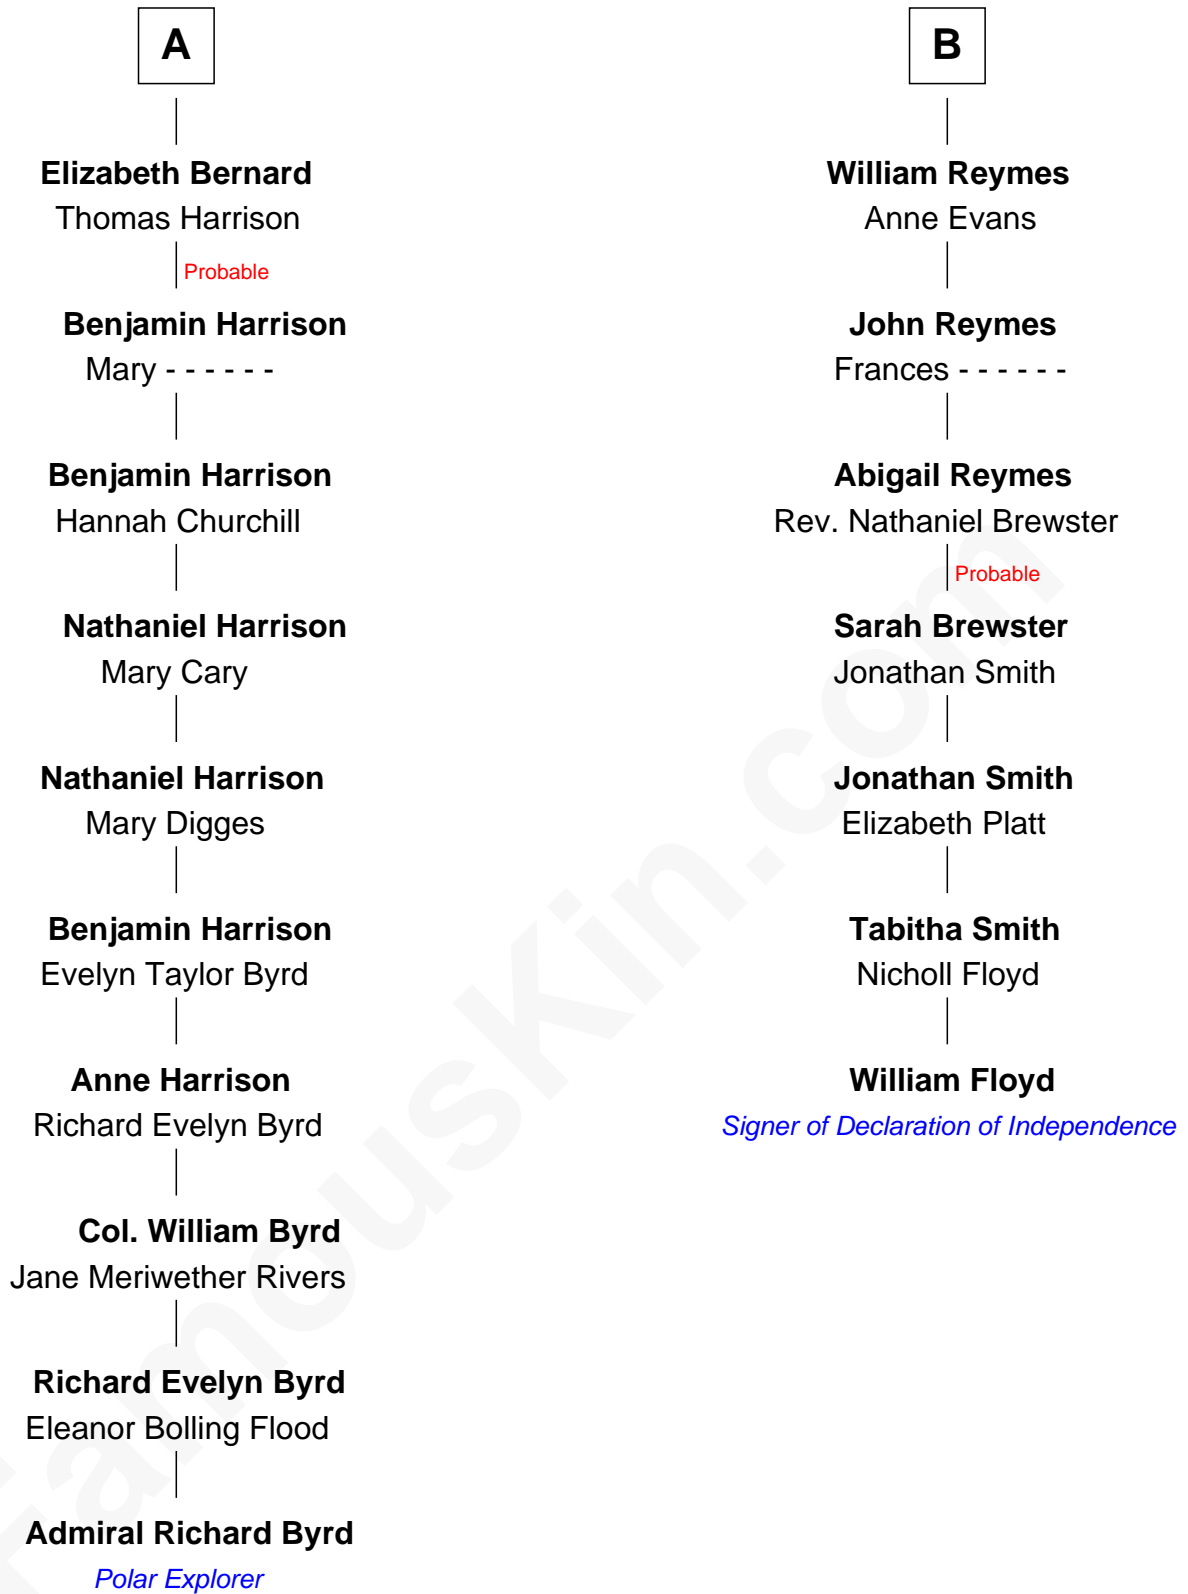 A
Elizabeth Bernard
Thomas Harrison
Probable
Benjamin Harrison
Mary - - - - - -
Benjamin Harrison
Hannah Churchill
Nathaniel Harrison
Mary Cary
Nathaniel Harrison
Mary Digges
Benjamin Harrison
Evelyn Taylor Byrd
Anne Harrison
Richard Evelyn Byrd
Col. William Byrd
Jane Meriwether Rivers
Richard Evelyn Byrd
Eleanor Bolling Flood
Admiral Richard Byrd
Polar Explorer
B
William Reymes
Anne Evans
John Reymes
Frances - - - - - -
Abigail Reymes
Rev. Nathaniel Brewster
Probable
Sarah Brewster
Jonathan Smith
Jonathan Smith
Elizabeth Platt
Tabitha Smith
Nicholl Floyd
William Floyd
Signer of Declaration of Independence
FamousKin.com